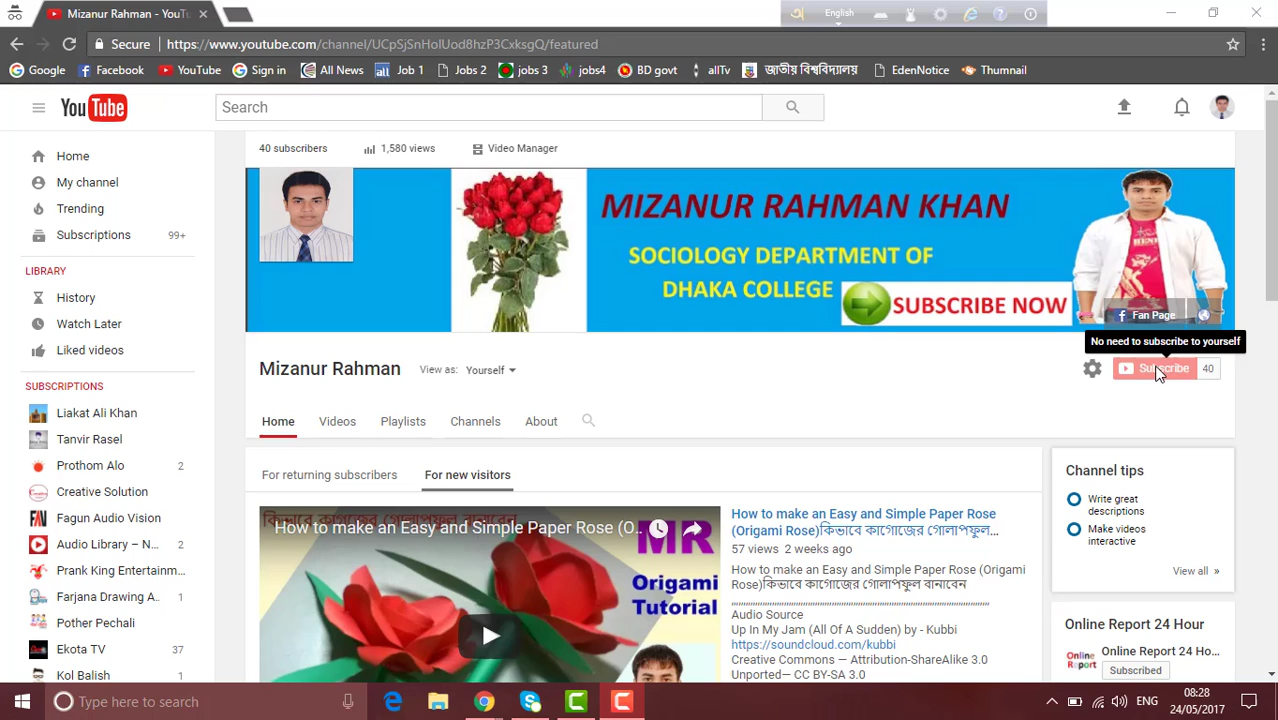 Mizanur Rahman - YouTu
English
Secure
https://www.youtube.com/channel/UCpSjSnHolUod8hzP3CxksgQ/featured
Google
Facebook
YouTube
Sign in
All News
Job 1
Jobs 2
jobs 3
jobs4
BD govt
allTv
জাতীয় বিশ্ববিদ্যালয়
EdenNotice
Thumnail
YouTube
Search
40 subscribers
1,580 views
Video Manager
Home
My channel
Trending
Subscriptions 99+
LIBRARY
History
Watch Later
Liked videos
SUBSCRIPTIONS
Liakat Ali Khan
Tanvir Rasel
Prothom Alo 2
Creative Solution
Fagun Audio Vision
Audio Library – N... 2
Prank King Entertainm...
Farjana Drawing A.. 1
Pother Pechali 3
Ekota TV 37
Kol Balish
MIZANUR RAHMAN KHAN
SOCIOLOGY DEPARTMENT OF
DHAKA COLLEGE
SUBSCRIBE NOW
Fan Page
No need to subscribe to yourself
Mizanur Rahman
View as: Yourself
Subscribe 40
Home
Videos
Playlists
Channels
About
For returning subscribers
For new visitors
কিভাবে কাগজের গোলাপফুল বানাবেন
How to make an Easy and Simple Paper Rose (O...
MR
Origami
Tutorial
How to make an Easy and Simple Paper Rose
(Origami Rose)কিভাবে কাগোজের গোলাপফুল...
57 views 2 weeks ago
How to make an Easy and Simple Paper Rose (Origami
Rose)কিভাবে কাগোজের গোলাপফুল বানাবেন
Audio Source
Up In My Jam (All Of A Sudden) by - Kubbi
https://soundcloud.com/kubbi
Creative Commons — Attribution-ShareAlike 3.0
Unported— CC BY-SA 3.0
Channel tips
Write great
descriptions
Make videos
interactive
View all »
Online Report 24 Hour
Online
Report
Online Report 24 Ho...
Subscribed
Type here to search
ENG
08:28
24/05/2017